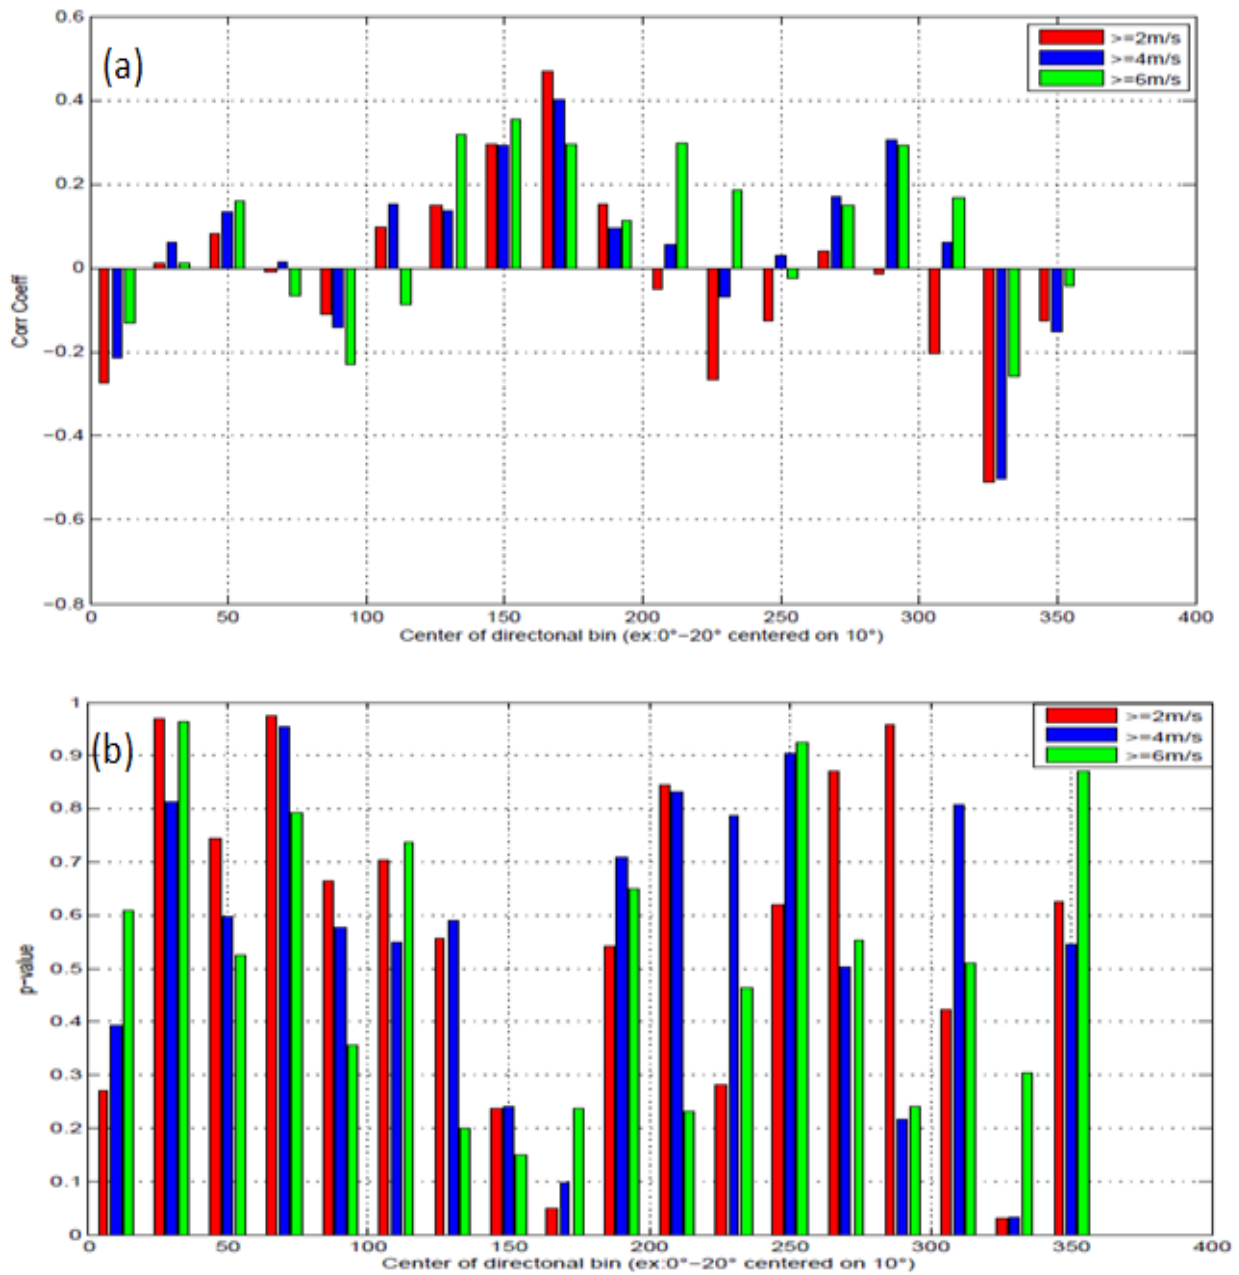 (a)
>=2m/s
>=4m/s
>=6m/s
0.6
0.4
0.2
0
−0.2
−0.4
−0.6
−0.8
Corr Coeff
0 50 100 150 200 250 300 350 400
Center of directonal bin (ex:0°−20° centered on 10°)
(b)
>=2m/s
>=4m/s
>=6m/s
1
0.9
0.8
0.7
0.6
0.5
0.4
0.3
0.2
0.1
0
p−value
0 50 100 150 200 250 300 350 400
Center of directonal bin (ex:0°−20° centered on 10°)